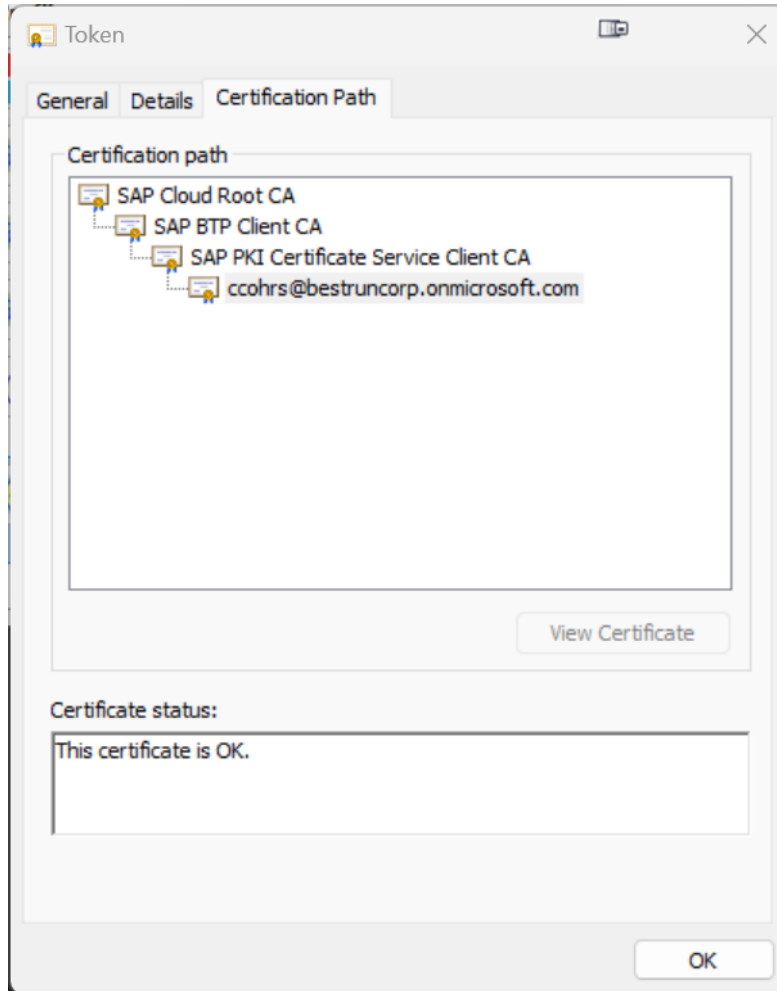 Token
General Details Certification Path
Certification path
SAP Cloud Root CA
SAP BTP Client CA
SAP PKI Certificate Service Client CA
ccohrs@bestruncorp.onmicrosoft.com
View Certificate
Certificate status:
This certificate is OK.
OK